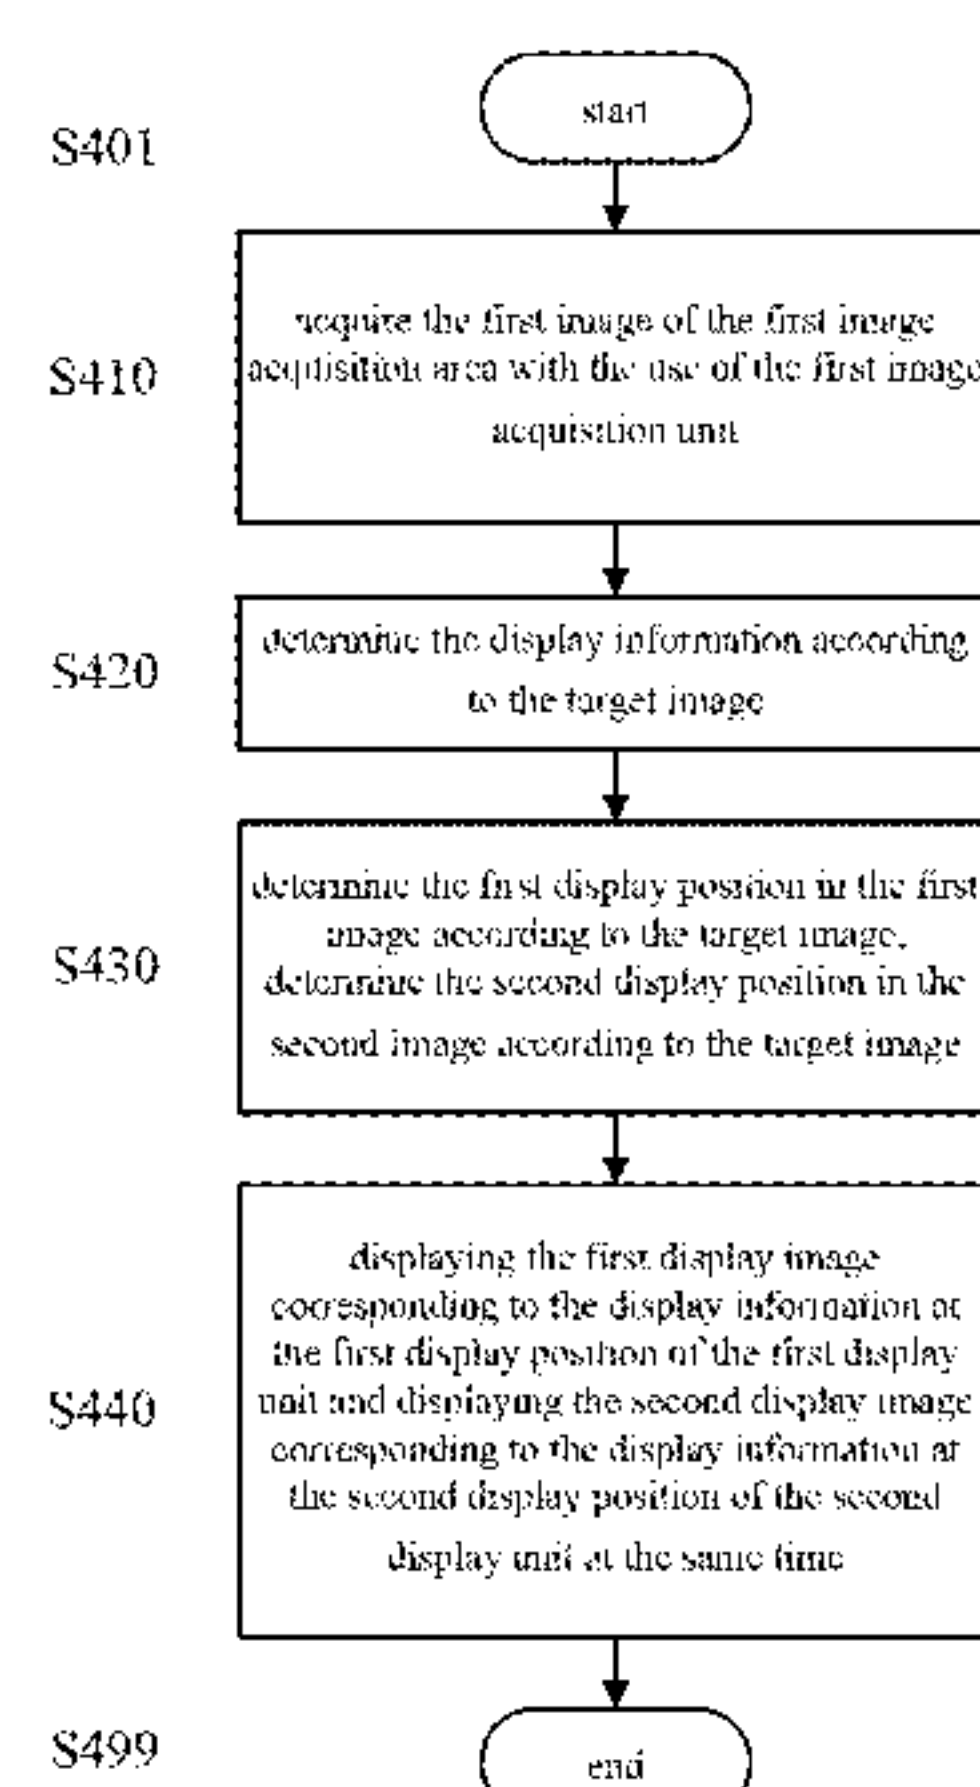 S401
start
S410
acquire the first image of the first image
acquisition area with the use of the first image
acquisition unit
S420
determine the display information according
to the target image
S430
determine the first display position in the first
image according to the target image,
determine the second display position in the
second image according to the target image
S440
displaying the first display image
corresponding to the display information at
the first display position of the first display
unit and displaying the second display image
corresponding to the display information at
the second display position of the second
display unit at the same time
S499
end